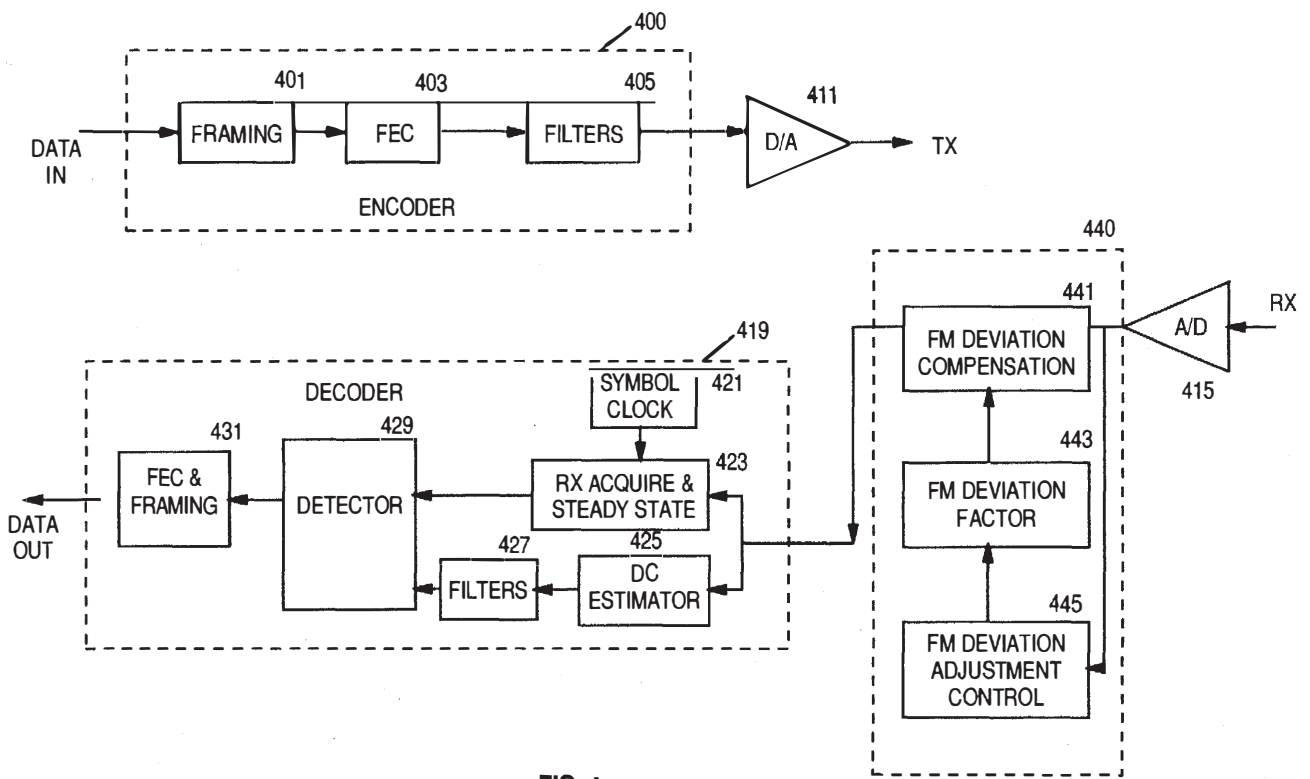 400
401
403
405
411
DATA
IN
FRAMING
FEC
FILTERS
D/A
TX
ENCODER
440
441
FM DEVIATION
COMPENSATION
A/D
RX
415
419
DECODER
SYMBOL
CLOCK
421
431
429
423
443
FEC &
FRAMING
DETECTOR
RX ACQUIRE &
STEADY STATE
FM DEVIATION
FACTOR
DATA
OUT
427
425
FILTERS
DC
ESTIMATOR
445
FM DEVIATION
ADJUSTMENT
CONTROL